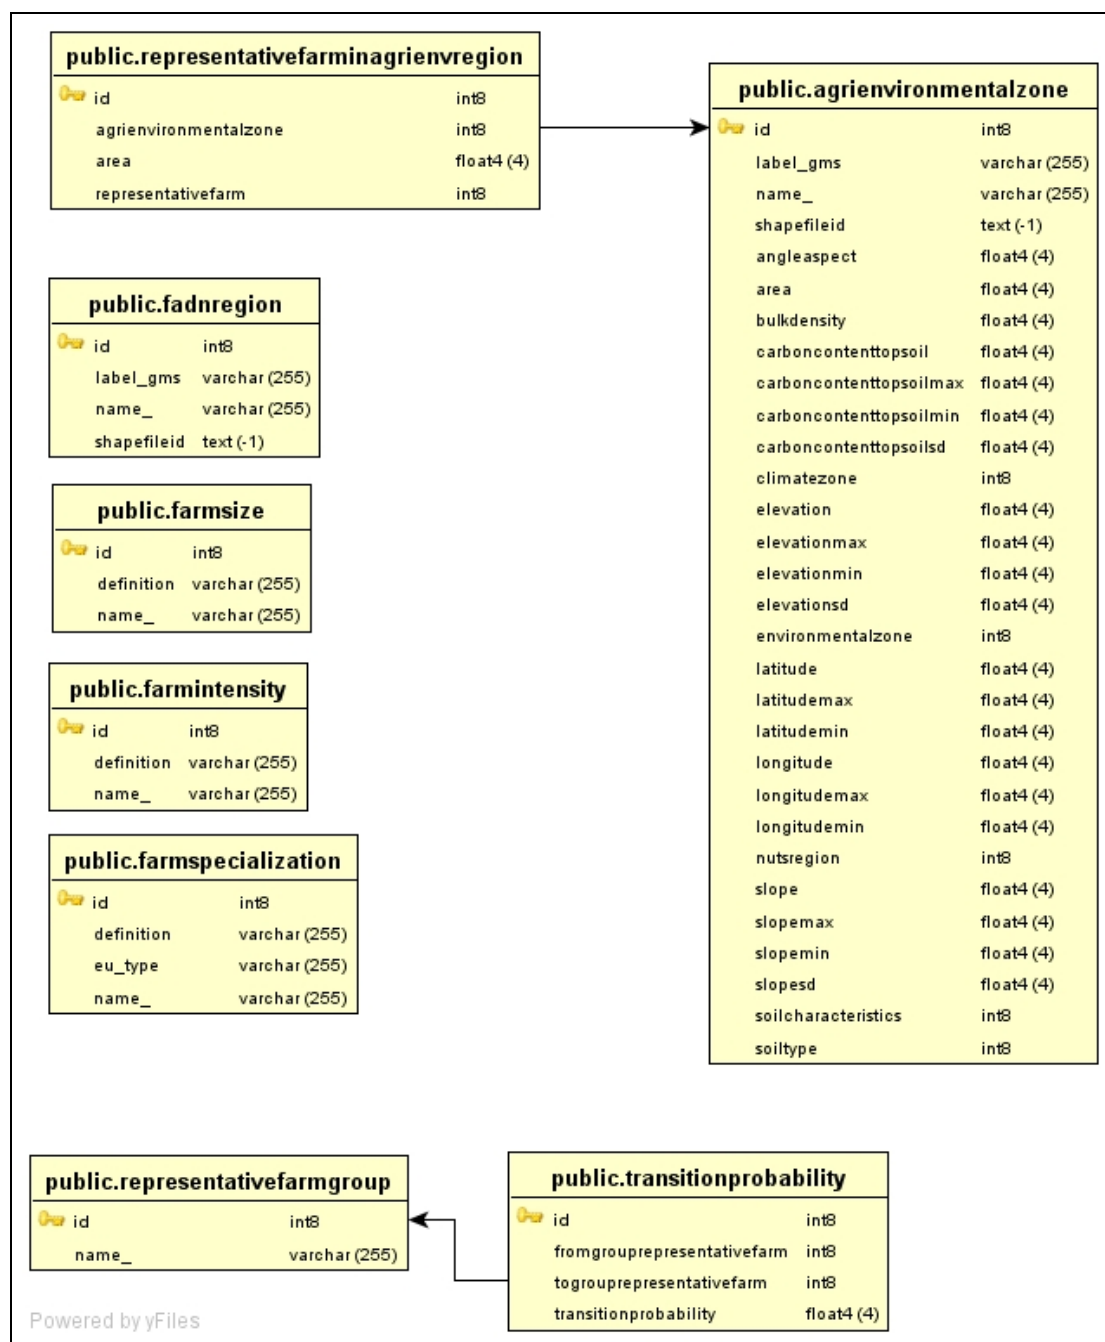 public.representativefarminagrienvregion
id int8
agrienvironmentalzone int8
area float4 (4)
representativefarm int8
public.agrienvironmentalzone
id int8
label_gms varchar (255)
name_ varchar (255)
shapefileid text (-1)
angleaspect float4 (4)
area float4 (4)
bulkdensity float4 (4)
carboncontenttopsoil float4 (4)
carboncontenttopsoilmax float4 (4)
carboncontenttopsoilmin float4 (4)
carboncontenttopsoilsd float4 (4)
climatezone int8
elevation float4 (4)
elevationmax float4 (4)
elevationmin float4 (4)
elevationsd float4 (4)
environmentalzone int8
latitude float4 (4)
latitudemax float4 (4)
latitudemin float4 (4)
longitude float4 (4)
longitudemax float4 (4)
longitudemin float4 (4)
nutsregion int8
slope float4 (4)
slopemax float4 (4)
slopemin float4 (4)
slopesd float4 (4)
soilcharacteristics int8
soiltype int8
public.fadnregion
id int8
label_gms varchar (255)
name_ varchar (255)
shapefileid text (-1)
public.farmsize
id int8
definition varchar (255)
name_ varchar (255)
public.farmintensity
id int8
definition varchar (255)
name_ varchar (255)
public.farmspecialization
id int8
definition varchar (255)
eu_type varchar (255)
name_ varchar (255)
public.representativefarmgroup
id int8
name_ varchar (255)
public.transitionprobability
id int8
fromgrouprepresentativefarm int8
togrouprepresentativefarm int8
transitionprobability float4 (4)
Powered by yFiles